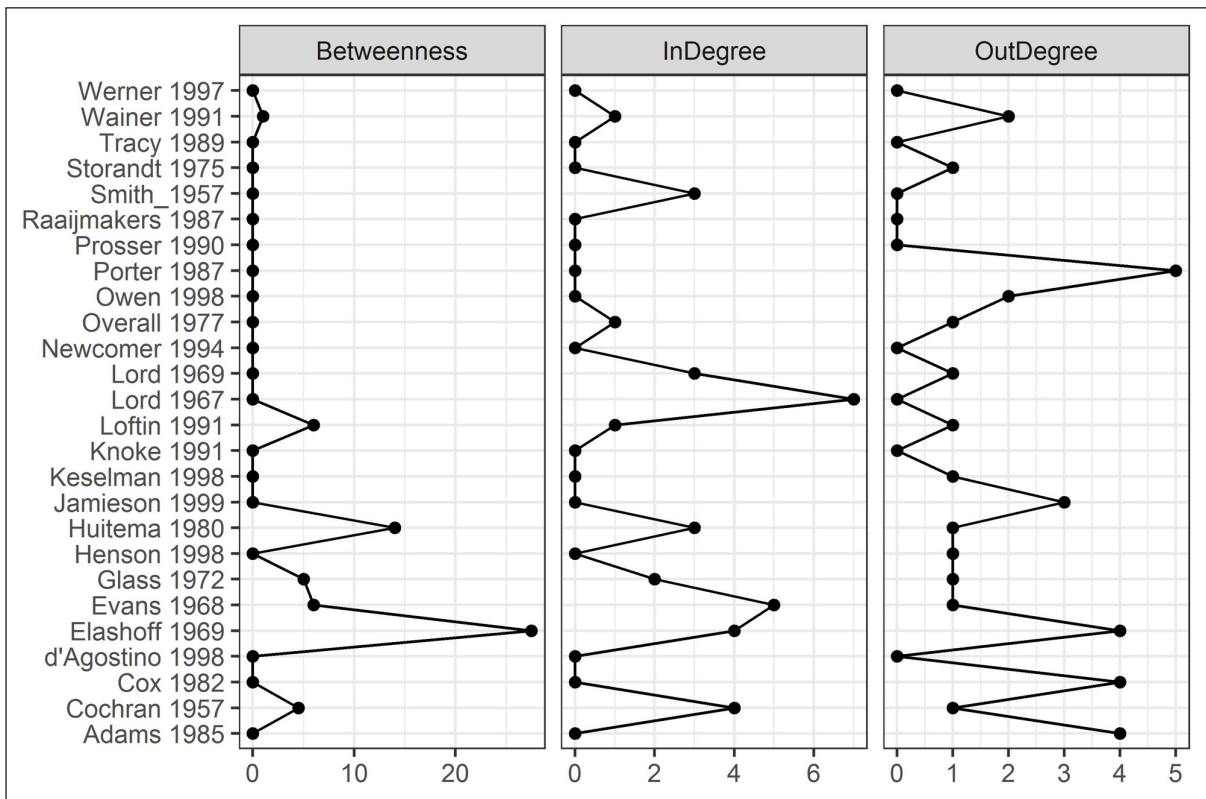 Betweenness InDegree OutDegree
Werner 1997
Wainer 1991
Tracy 1989
Storandt 1975
Smith_1957
Raaijmakers 1987
Prosser 1990
Porter 1987
Owen 1998
Overall 1977
Newcomer 1994
Lord 1969
Lord 1967
Loftin 1991
Knoke 1991
Keselman 1998
Jamieson 1999
Huitema 1980
Henson 1998
Glass 1972
Evans 1968
Elashoff 1969
d'Agostino 1998
Cox 1982
Cochran 1957
Adams 1985
0 10 20 0 2 4 6 0 1 2 3 4 5